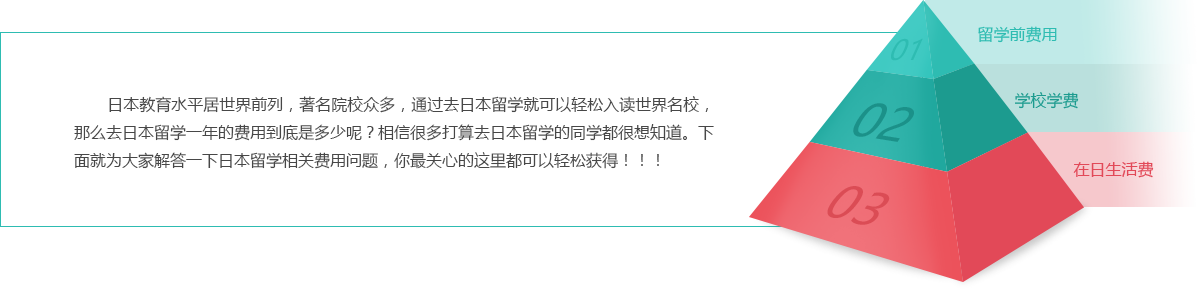 日本教育水平居世界前列，著名院校众多，通过去日本留学就可以轻松入读世界名校，
那么去日本留学一年的费用到底是多少呢？相信很多打算去日本留学的同学都很想知道。下
面就为大家解答一下日本留学相关费用问题，你最关心的这里都可以轻松获得！！！
01
留学前费用
02
学校学费
03
在日生活费